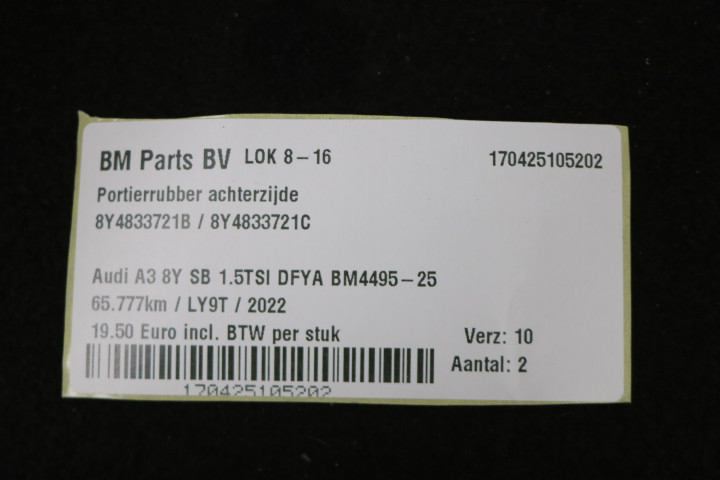 BM Parts BV LOK 8-16 170425105202
Portierrubber achterzijde
8Y4833721B / 8Y4833721C
Audi A3 8Y SB 1.5TSI DFYA BM4495-25
65.777km / LY9T / 2022
19.50 Euro incl. BTW per stuk Verz: 10
Aantal: 2
170425105202